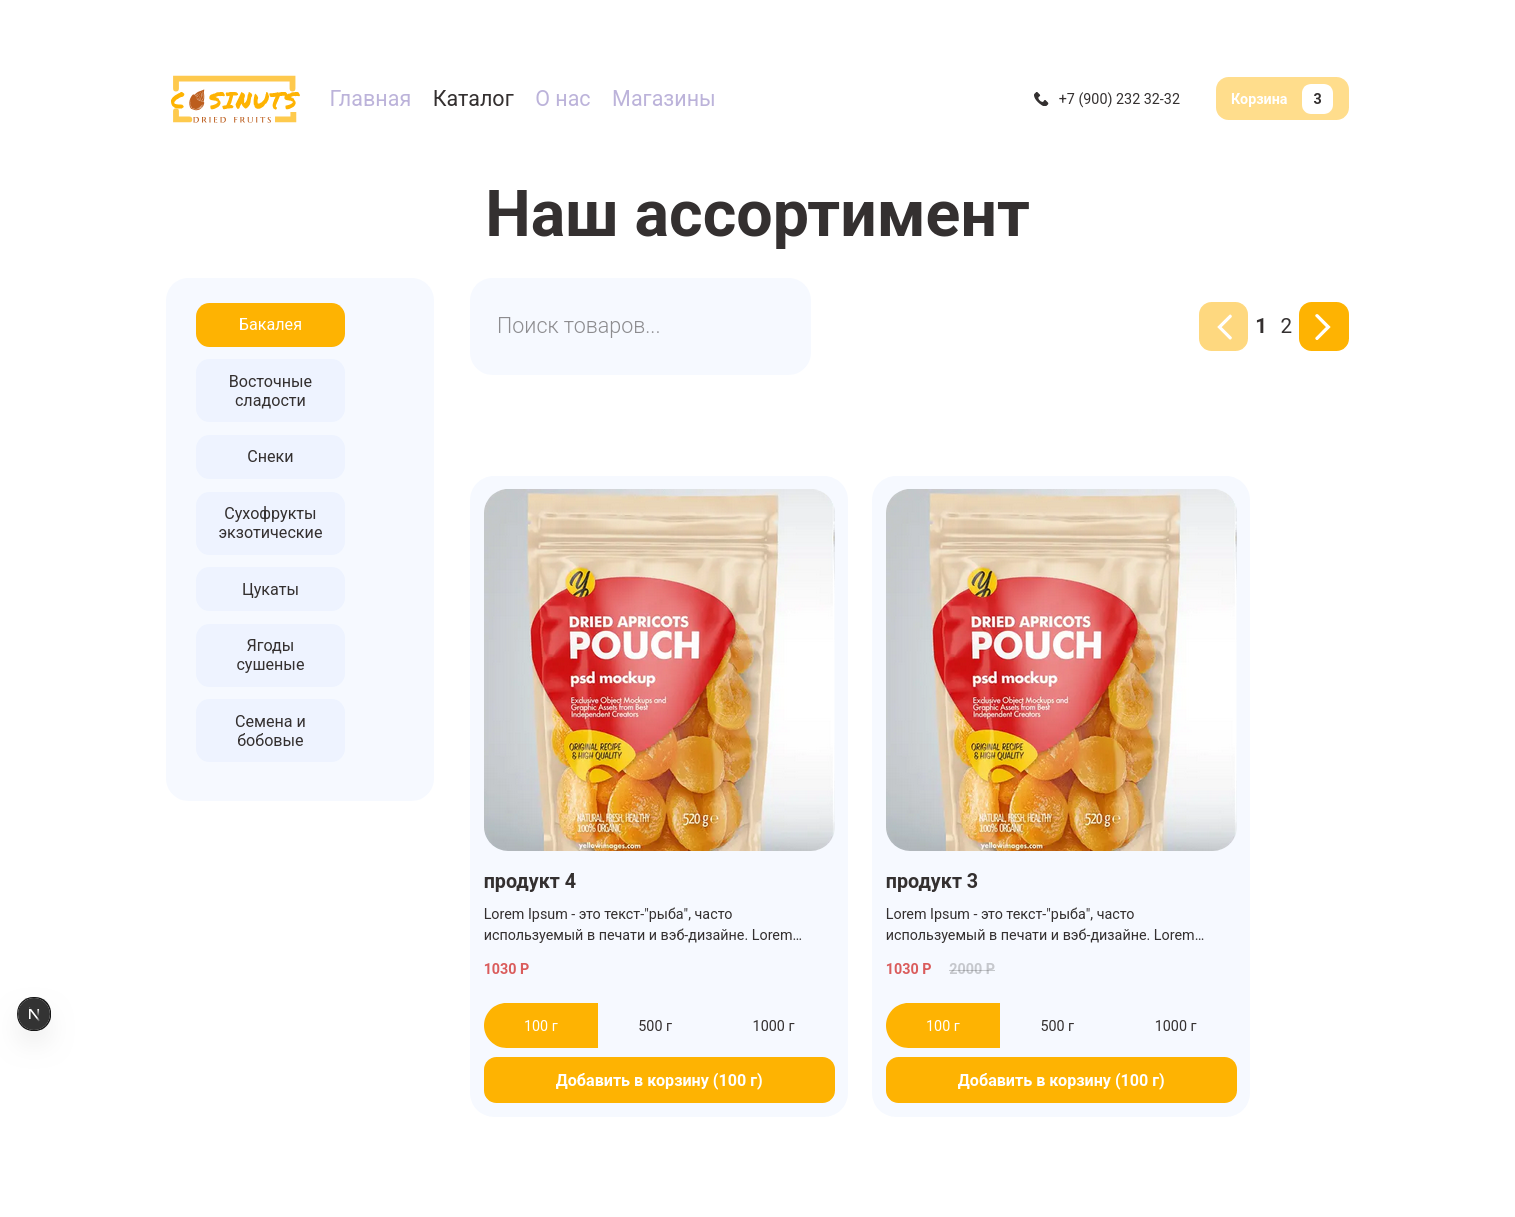 COSINUTS
DRIED FRUITS
Главная
Каталог
О нас
Магазины
+7 (900) 232 32-32
Корзина
3
Наш ассортимент
Бакалея
Восточные
сладости
Снеки
Сухофрукты
экзотические
Цукаты
Ягоды
сушеные
Семена и
бобовые
Поиск товаров...
1
2
DRIED APRICOTS
POUCH
psd mockup
Exclusive Object Mockups and
Graphic Assets from Best
Independent Creators
ORIGINAL RECIPE
& HIGH QUALITY
NATURAL, FRESH, HEALTHY
100% ORGANIC
520 g ℮
yellowimages.com
продукт 4
Lorem Ipsum - это текст-"рыба", часто
используемый в печати и вэб-дизайне. Lorem...
1030 Р
100 г
500 г
1000 г
Добавить в корзину (100 г)
DRIED APRICOTS
POUCH
psd mockup
Exclusive Object Mockups and
Graphic Assets from Best
Independent Creators
ORIGINAL RECIPE
& HIGH QUALITY
NATURAL, FRESH, HEALTHY
100% ORGANIC
520 g ℮
yellowimages.com
продукт 3
Lorem Ipsum - это текст-"рыба", часто
используемый в печати и вэб-дизайне. Lorem...
1030 Р
2000 Р
100 г
500 г
1000 г
Добавить в корзину (100 г)
N